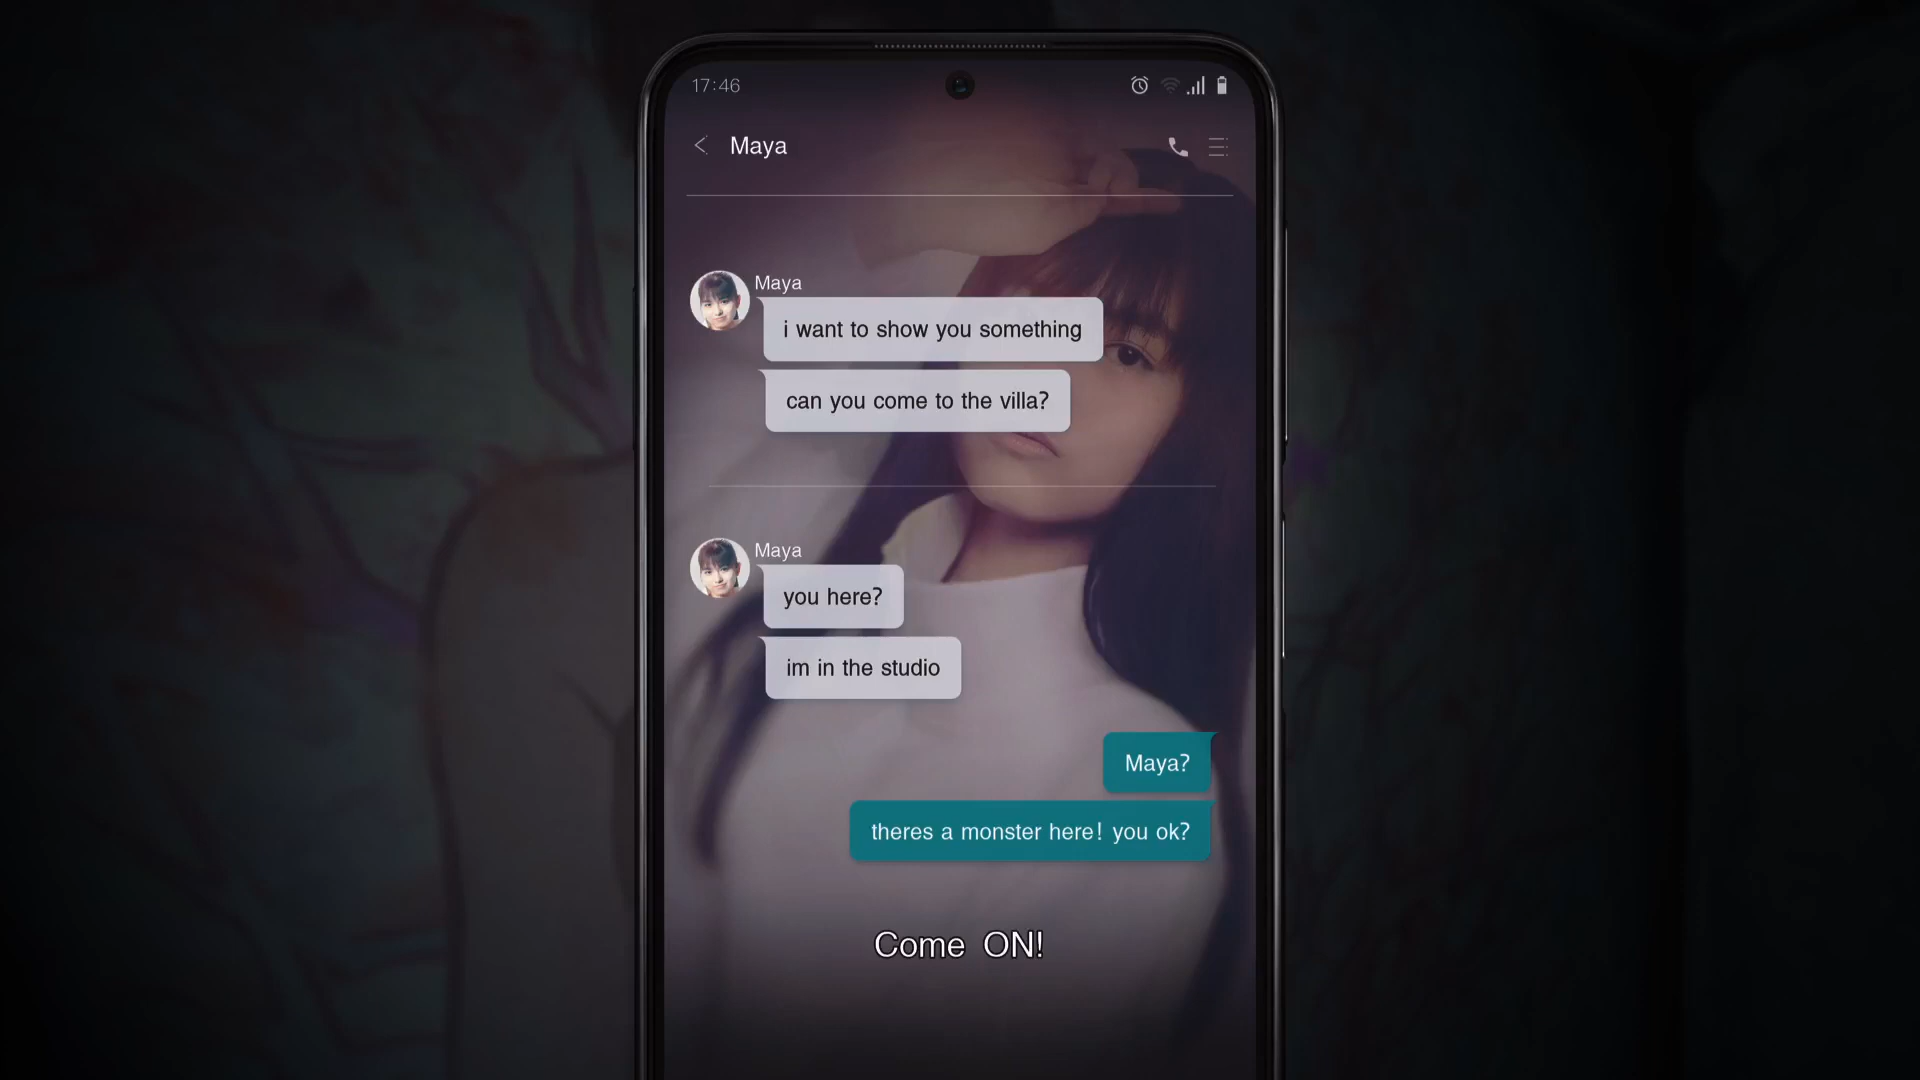 17:46
Maya
Maya
i want to show you something
can you come to the villa?
Maya
you here?
im in the studio
Maya?
theres a monster here! you ok?
Come ON!